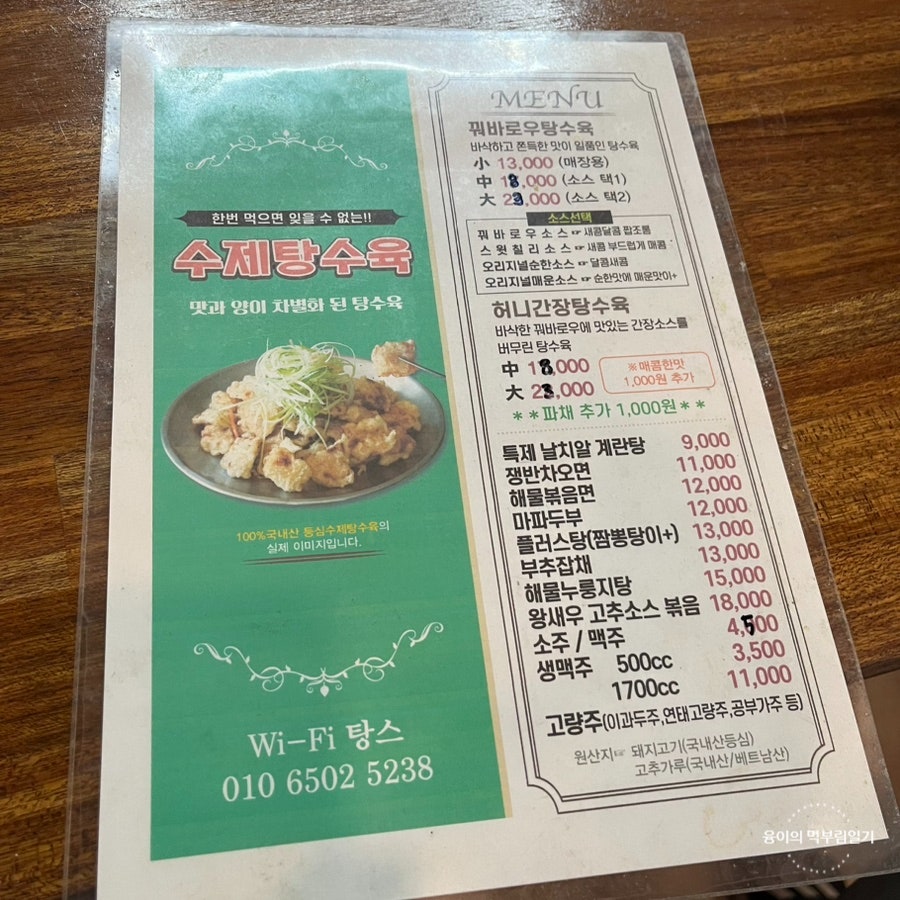 한번 먹으면 잊을 수 없는!!
수제탕수육
맛과 양이 차별화 된 탕수육
100%국내산 등심수제탕수육의
실제 이미지입니다.
Wi-Fi 탕스
010 6502 5238
MENU
꿔바로우탕수육
바삭하고 쫀득한 맛이 일품인 탕수육
小 13,000 (매장용)
中 18,000 (소스 택1)
大 23,000 (소스 택2)
소스선택
꿔바로우소스☞새콤달콤 팝조름
스윗칠리소스☞새콤 부드럽게 매콤
오리지널순한소스☞달콤새콤
오리지널매운소스☞순한맛에 매운맛이+
허니간장탕수육
바삭한 꿔바로우에 맛있는 간장소스를
버무린 탕수육
中 18,000
大 23,000
※매콤한맛
1,000원 추가
**파채 추가 1,000원**
특제 날치알 계란탕 9,000
쟁반차오면 11,000
해물볶음면 12,000
마파두부 12,000
플러스탕(짬뽕탕이+) 13,000
부추잡채 13,000
해물누룽지탕 15,000
왕새우 고추소스 볶음 18,000
소주 / 맥주 4,500
생맥주 500cc 3,500
1700cc 11,000
고량주(이과두주,연태고량주,공부가주 등)
원산지☞ 돼지고기(국내산등심)
고추가루(국내산/베트남산)
융이의 먹부림일기